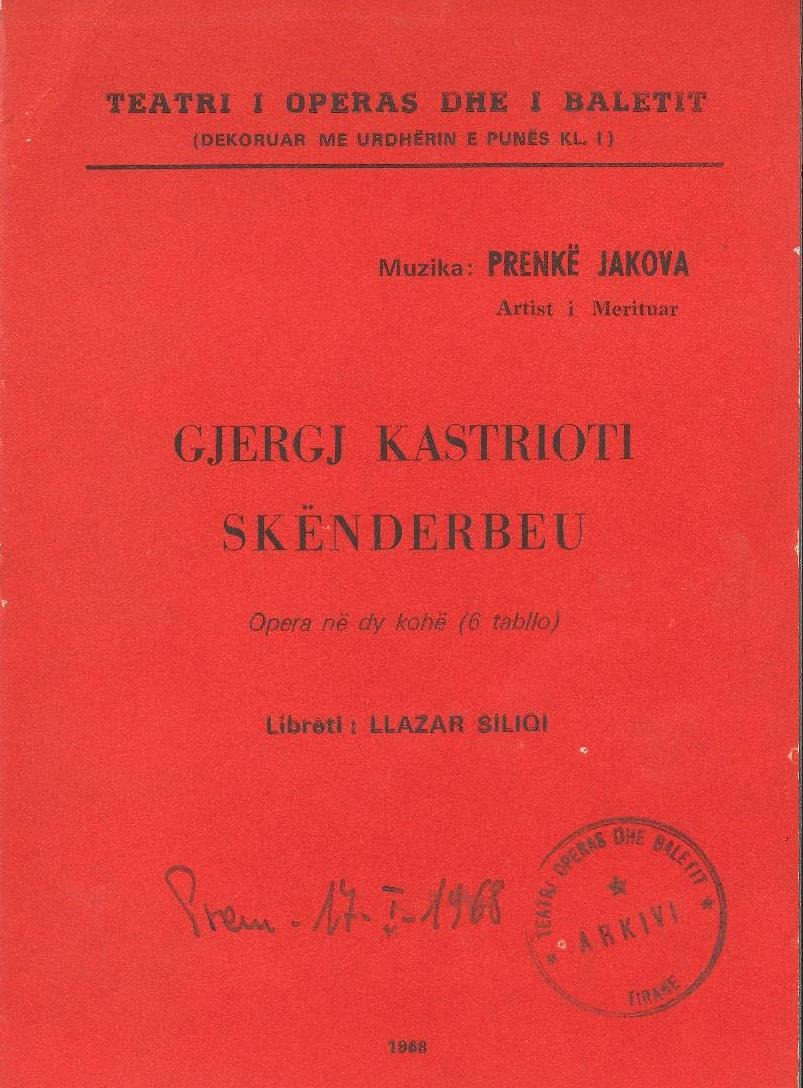 TEATRI I OPERAS DHE I BALETIT
(DEKORUAR ME URDHËRIN E PUNËS KL. I)
Muzika: PRENKË JAKOVA
Artist i Merituar
GJERGJ KASTRIOTI
SKËNDERBEU
Opera në dy kohë (6 tabllo)
Libreti : LLAZAR SILIQI
Prem - 17-I-1968
TEATRI OPERAS DHE BALETIT
ARKIVI
TIRANE
1968